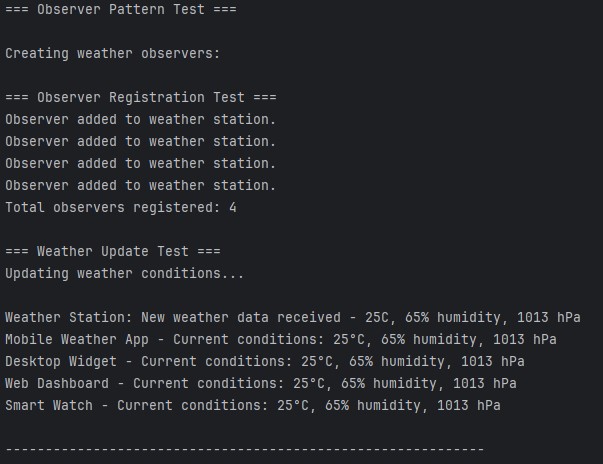 === Observer Pattern Test ===
Creating weather observers:
=== Observer Registration Test ===
Observer added to weather station.
Observer added to weather station.
Observer added to weather station.
Observer added to weather station.
Total observers registered: 4
=== Weather Update Test ===
Updating weather conditions...
Weather Station: New weather data received - 25C, 65% humidity, 1013 hPa
Mobile Weather App - Current conditions: 25°C, 65% humidity, 1013 hPa
Desktop Widget - Current conditions: 25°C, 65% humidity, 1013 hPa
Web Dashboard - Current conditions: 25°C, 65% humidity, 1013 hPa
Smart Watch - Current conditions: 25°C, 65% humidity, 1013 hPa
------------------------------------------------------------